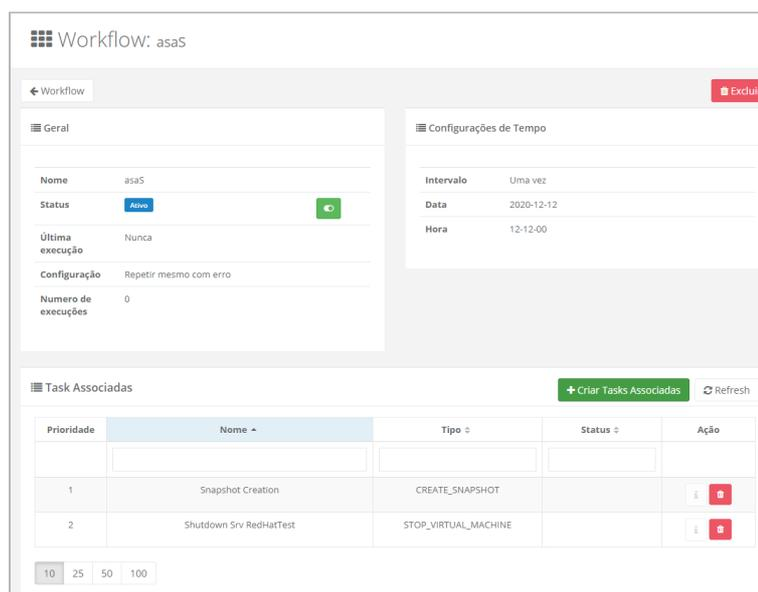 Workflow: asaS
Workflow
Exclui
Geral
Nome asaS
Status Ativo
Última execução Nunca
Configuração Repetir mesmo com erro
Numero de execuções 0
Configurações de Tempo
Intervalo Uma vez
Data 2020-12-12
Hora 12-12-00
Task Associadas
Criar Tasks Associadas
Refresh
Prioridade Nome Tipo Status Ação
1 Snapshot Creation CREATE_SNAPSHOT
2 Shutdown Srv RedHatTest STOP_VIRTUAL_MACHINE
10 25 50 100